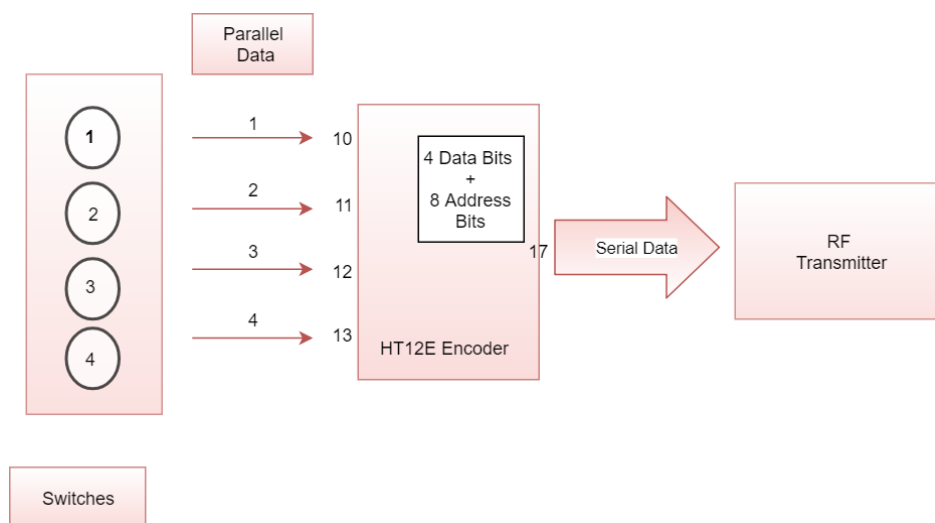 Parallel
Data
1
2
3
4
1
2
3
4
10
11
12
13
4 Data Bits
+
8 Address
Bits
17
HT12E Encoder
Serial Data
RF
Transmitter
Switches